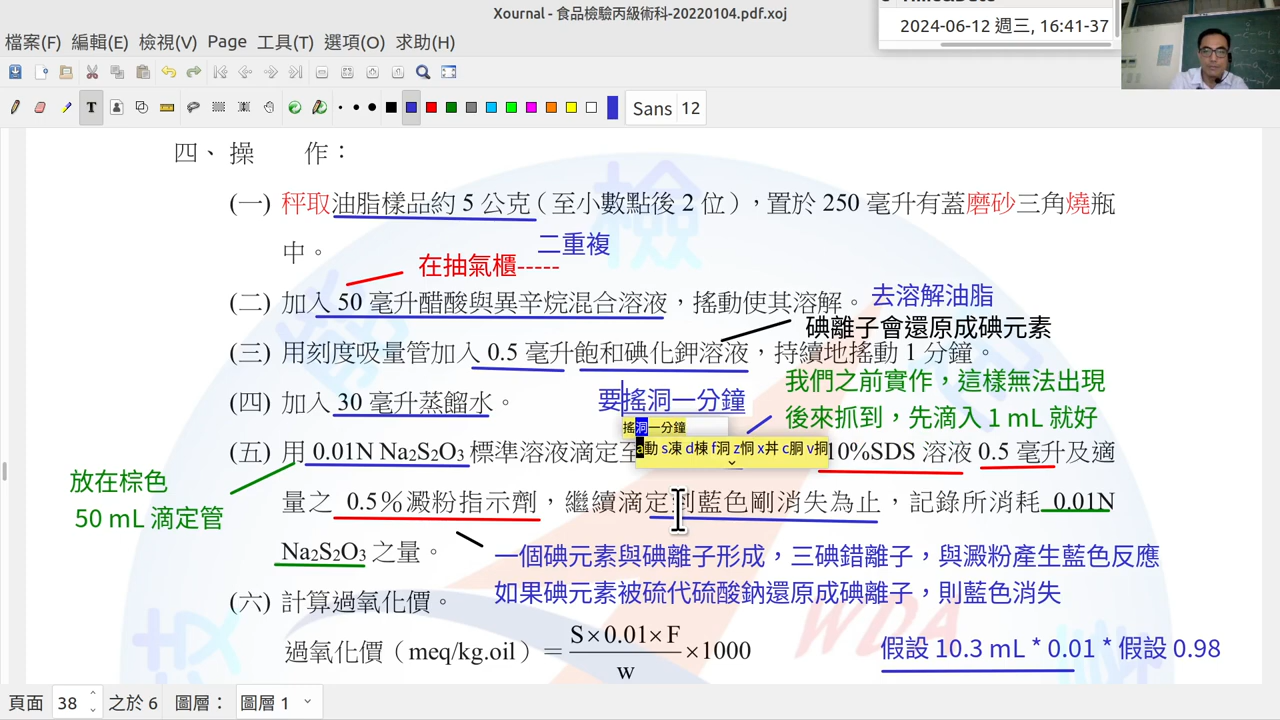 Xournal - 食品檢驗丙級術科-20220104.pdf.xoj
2024-06-12 週三, 16:41-37
檔案(F) 編輯(E) 檢視(V) Page 工具(T) 選項(O) 求助(H)
Sans 12
四、操 作：
(一) 秤取油脂樣品約 5 公克（至小數點後 2 位），置於 250 毫升有蓋磨砂三角燒瓶
中。
二重複
在抽氣櫃-----
(二) 加入 50 毫升醋酸與異辛烷混合溶液，搖動使其溶解。
去溶解油脂
碘離子會還原成碘元素
(三) 用刻度吸量管加入 0.5 毫升飽和碘化鉀溶液，持續地搖動 1 分鐘。
我們之前實作，這樣無法出現
後來抓到，先滴入 1 mL 就好
(四) 加入 30 毫升蒸餾水。
要搖洞一分鐘
搖洞一分鐘
a動 s凍 d棟 f洞 z恫 x丼 c胴 v挏
(五) 用 0.01N Na₂S₂O₃ 標準溶液滴定至 10%SDS 溶液 0.5 毫升及適
放在棕色
50 mL 滴定管
量之 0.5％澱粉指示劑，繼續滴定到藍色剛消失為止，記錄所消耗 0.01N
Na₂S₂O₃ 之量。
一個碘元素與碘離子形成，三碘錯離子，與澱粉產生藍色反應
如果碘元素被硫代硫酸鈉還原成碘離子，則藍色消失
(六) 計算過氧化價。
過氧化價（meq/kg.oil）＝ S×0.01×F / w ×1000
假設 10.3 mL * 0.01 * 假設 0.98
WDA
頁面 38 之於 6 圖層： 圖層 1